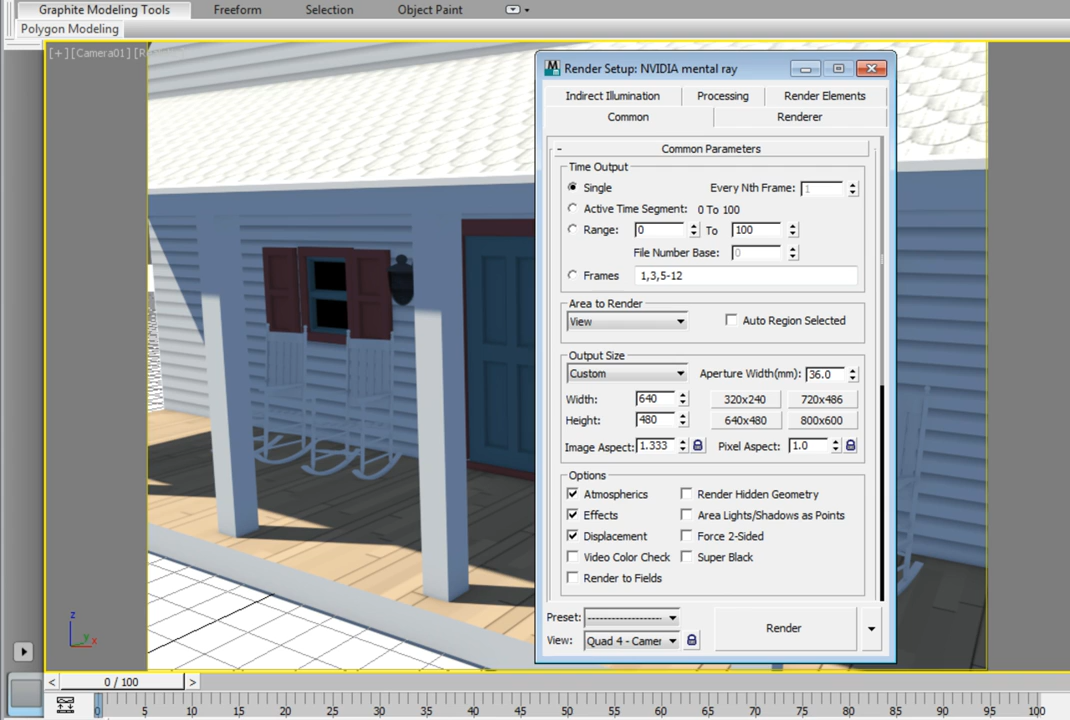 Graphite Modeling Tools Freeform Selection Object Paint
Polygon Modeling
[+][Camera01][R
Render Setup: NVIDIA mental ray
Indirect Illumination Processing Render Elements
Common Renderer
- Common Parameters
Time Output
Single Every Nth Frame: 1
Active Time Segment: 0 To 100
Range: 0 To 100
File Number Base: 0
Frames 1,3,5-12
Area to Render
View Auto Region Selected
Output Size
Custom Aperture Width(mm): 36.0
Width: 640 320x240 720x486
Height: 480 640x480 800x600
Image Aspect: 1.333 Pixel Aspect: 1.0
Options
Atmospherics Render Hidden Geometry
Effects Area Lights/Shadows as Points
Displacement Force 2-Sided
Video Color Check Super Black
Render to Fields
Preset: --------------------
View: Quad 4 - Camer Render
z
y
x
< 0 / 100 >
0 5 10 15 20 25 30 35 40 45 50 55 60 65 70 75 80 85 90 95 100